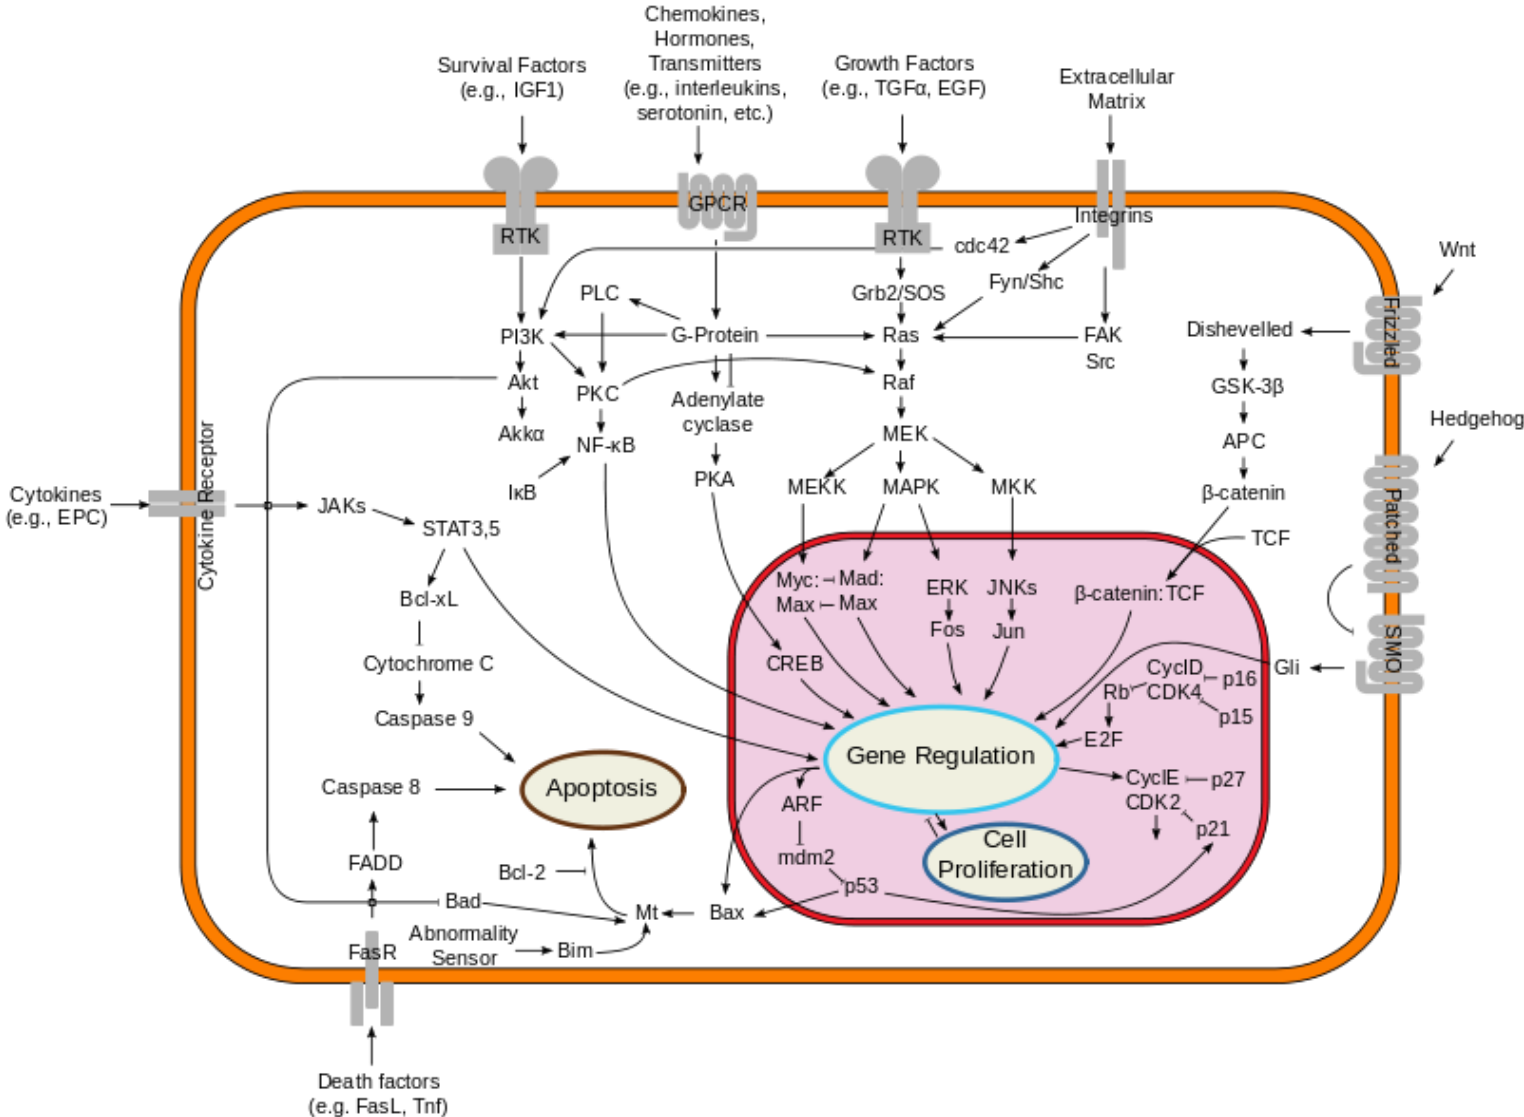 Chemokines,
Hormones,
Transmitters
(e.g., interleukins,
serotonin, etc.)
Survival Factors
(e.g., IGF1)
Growth Factors
(e.g., TGFα, EGF)
Extracellular
Matrix
RTK
GPCR
RTK
Integrins
cdc42
Wnt
Fyn/Shc
PLC
Grb2/SOS
Frizzled
Dishevelled
PI3K
G-Protein
Ras
FAK
Src
Akt
PKC
Raf
GSK-3β
Adenylate
cyclase
Hedgehog
Akkα
NF-κB
MEK
APC
Cytokine Receptor
IκB
PKA
MEKK
MAPK
MKK
β-catenin
Patched
Cytokines
(e.g., EPC)
JAKs
STAT3,5
TCF
Myc:
Mad:
Max
Max
ERK
JNKs
β-catenin:TCF
Bcl-xL
Fos
Jun
SMO
Cytochrome C
CREB
Gli
CyclD
p16
Rb
CDK4
p15
Caspase 9
E2F
Gene Regulation
CyclE
p27
CDK2
Caspase 8
Apoptosis
ARF
p21
Cell
Proliferation
mdm2
FADD
Bcl-2
p53
Bad
Mt
Bax
Abnormality
Sensor
Bim
FasR
Death factors
(e.g. FasL, Tnf)